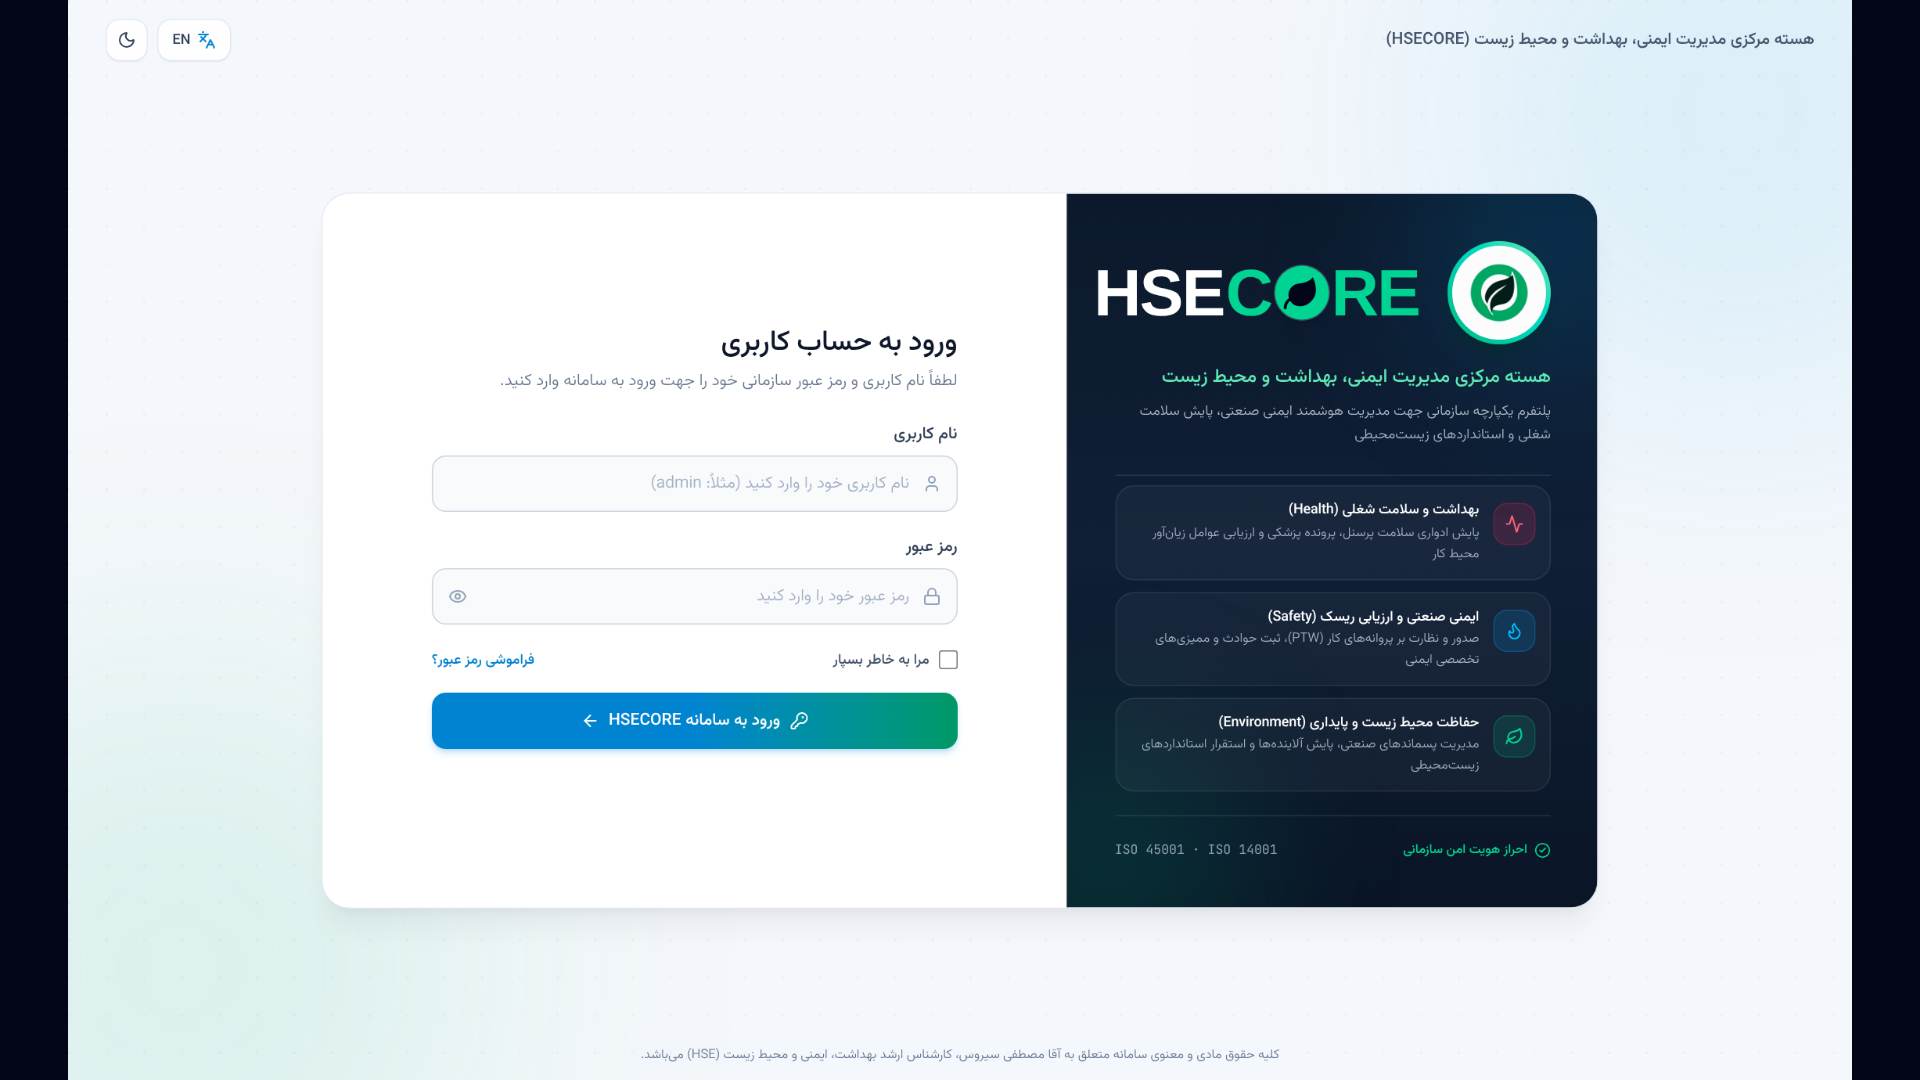 هسته مرکزی مدیریت ایمنی، بهداشت و محیط زیست (HSECORE)
EN
HSECORE
هسته مرکزی مدیریت ایمنی، بهداشت و محیط زیست
پلتفرم یکپارچه سازمانی جهت مدیریت هوشمند ایمنی صنعتی، پایش سلامت
شغلی و استانداردهای زیست‌محیطی
بهداشت و سلامت شغلی (Health)
پایش ادواری سلامت پرسنل، پرونده پزشکی و ارزیابی عوامل زیان‌آور
محیط کار
ایمنی صنعتی و ارزیابی ریسک (Safety)
صدور و نظارت بر پروانه‌های کار (PTW)، ثبت حوادث و ممیزی‌های
تخصصی ایمنی
حفاظت محیط زیست و پایداری (Environment)
مدیریت پسماندهای صنعتی، پایش آلاینده‌ها و استقرار استانداردهای
زیست‌محیطی
احراز هویت امن سازمانی
ISO 45001 · ISO 14001
ورود به حساب کاربری
لطفاً نام کاربری و رمز عبور سازمانی خود را جهت ورود به سامانه وارد کنید.
نام کاربری
نام کاربری خود را وارد کنید (مثلاً: admin)
رمز عبور
رمز عبور خود را وارد کنید
مرا به خاطر بسپار
فراموشی رمز عبور؟
ورود به سامانه HSECORE
کلیه حقوق مادی و معنوی سامانه متعلق به آقا مصطفی سیروس، کارشناس ارشد بهداشت، ایمنی و محیط زیست (HSE) می‌باشد.